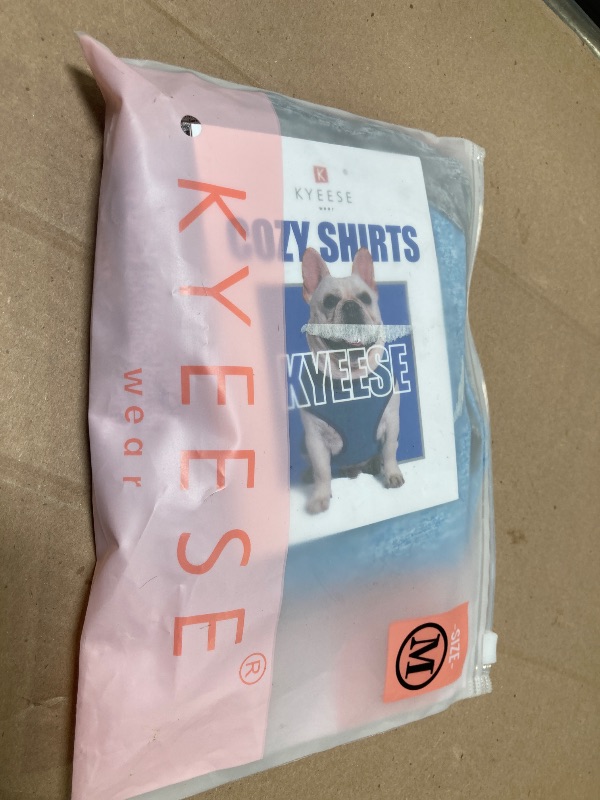 KYEESE®
wear
K ®
KYEESE
WEAR
COZY SHIRTS
KYEESE
-SIZE-
M